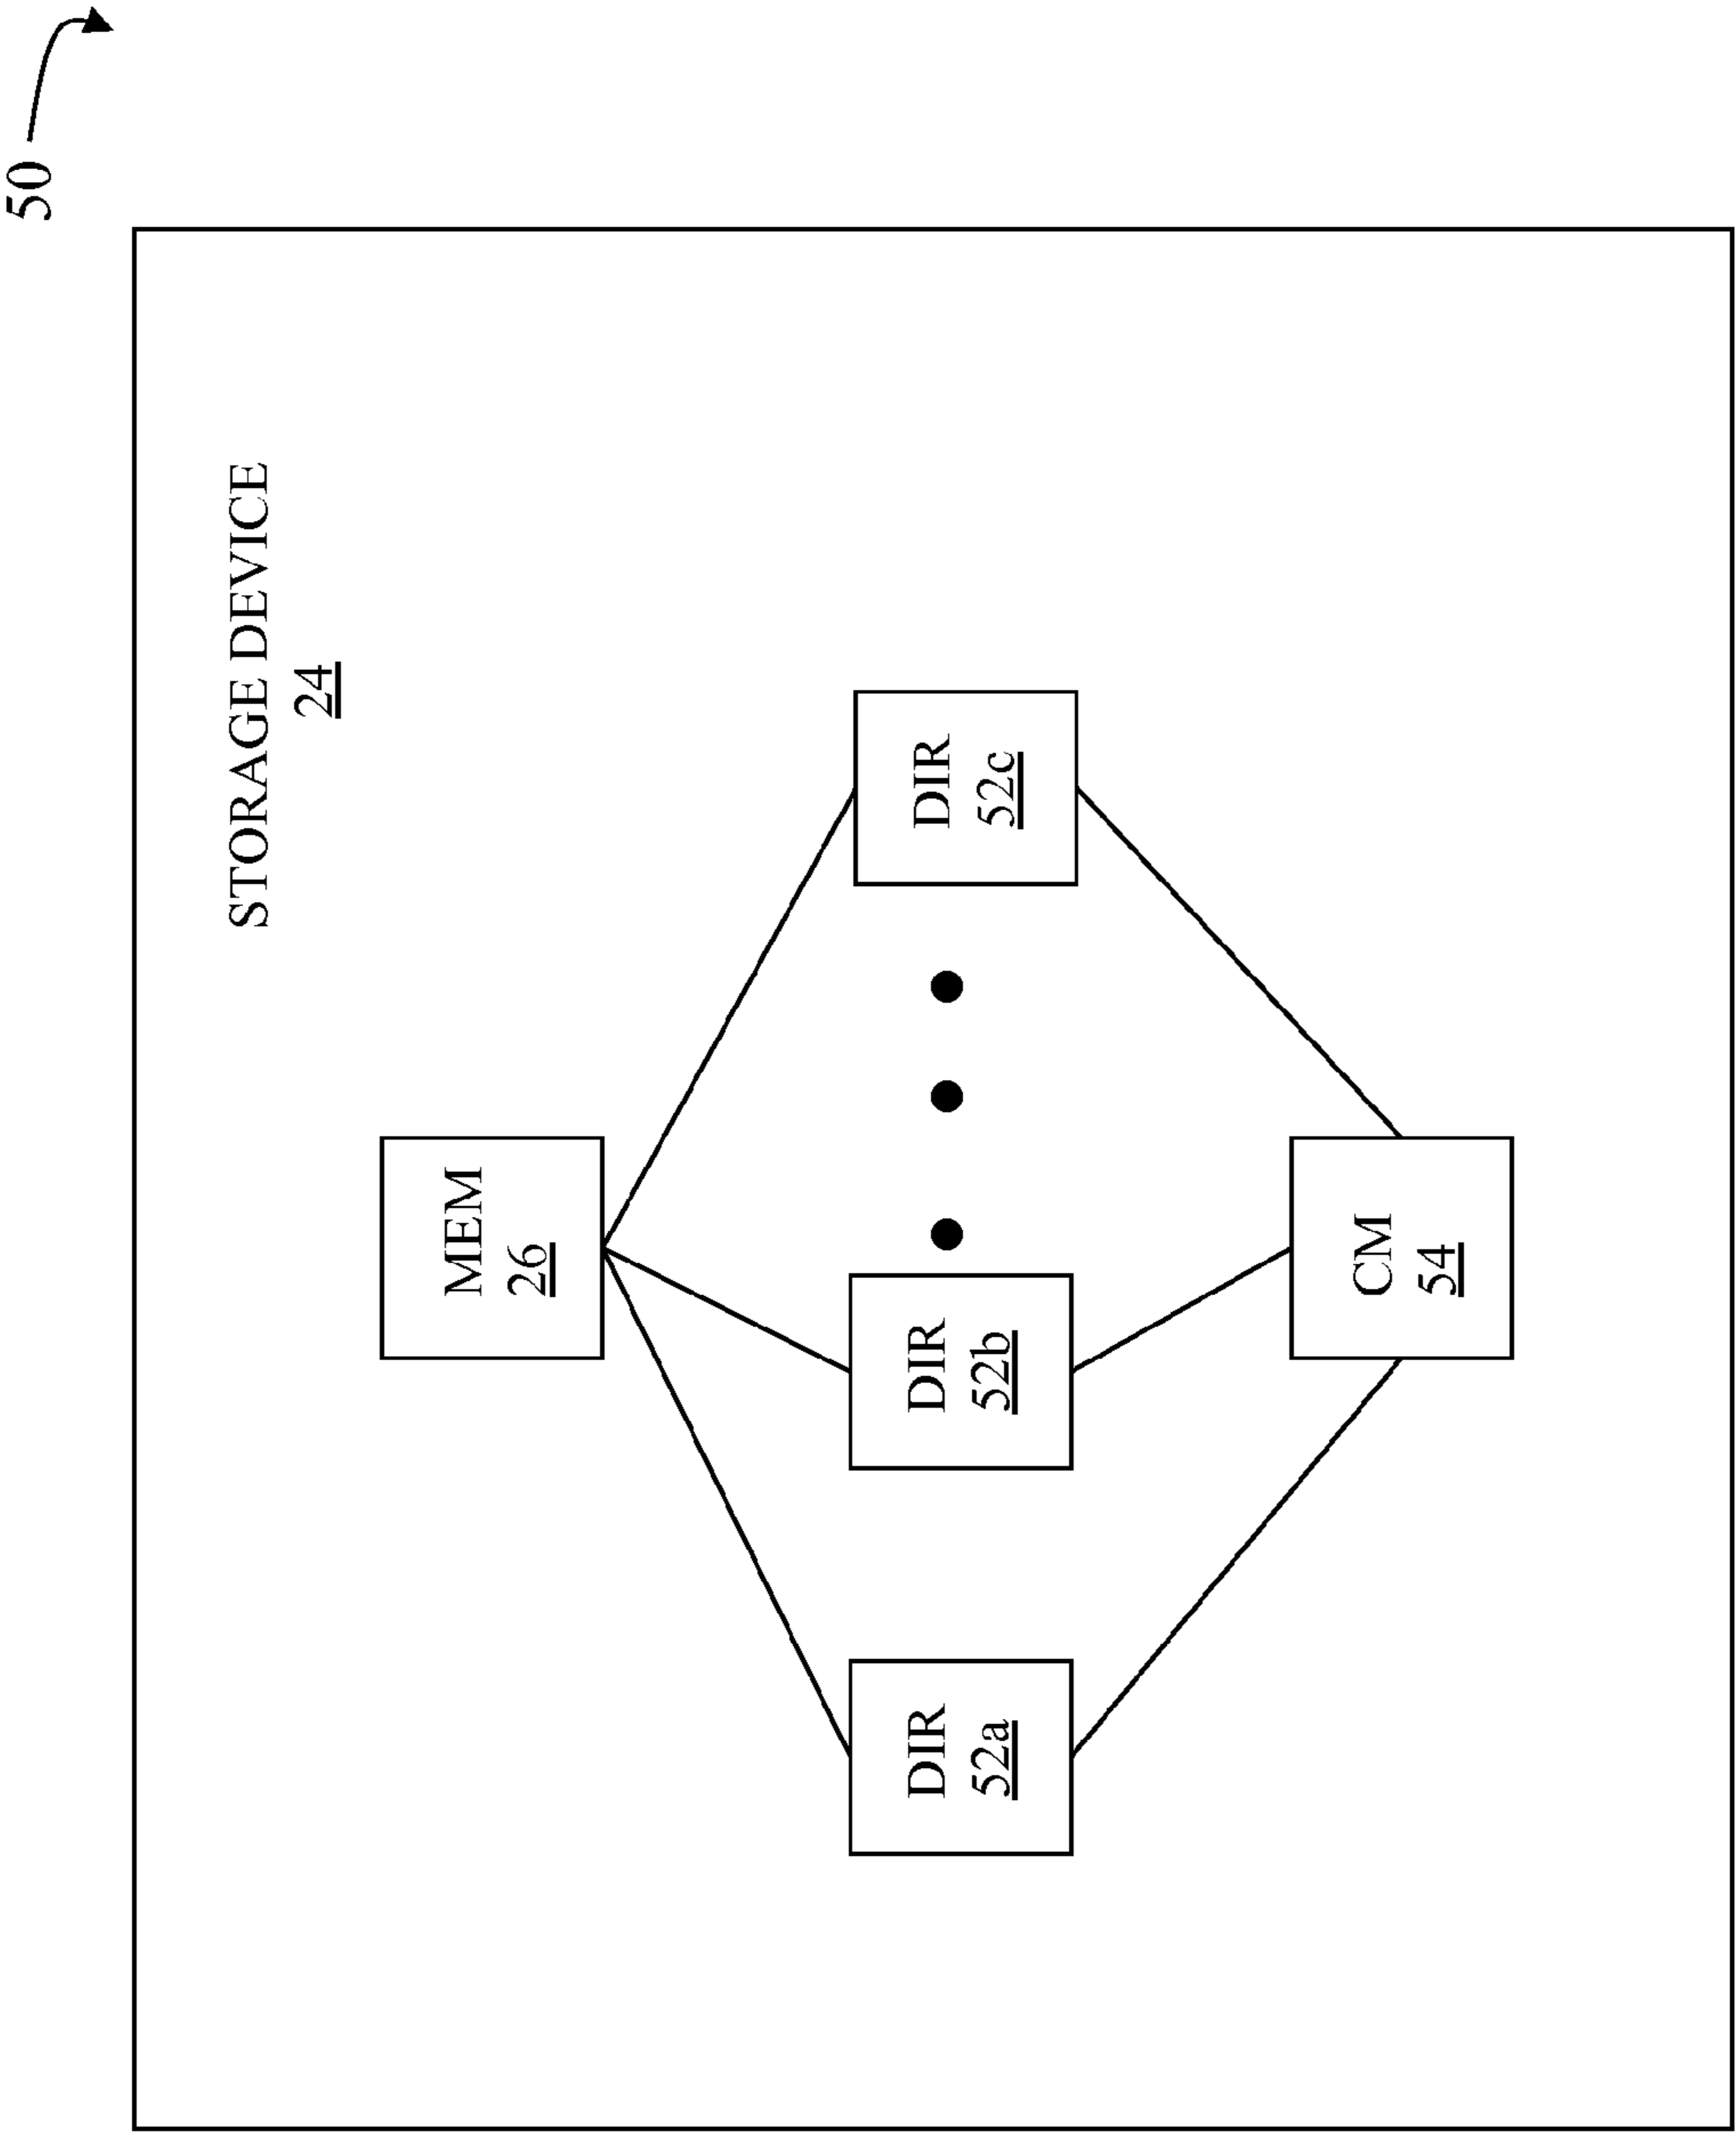 50
STORAGE DEVICE
24
MEM
26
DIR
52a
DIR
52b
DIR
52c
CM
54